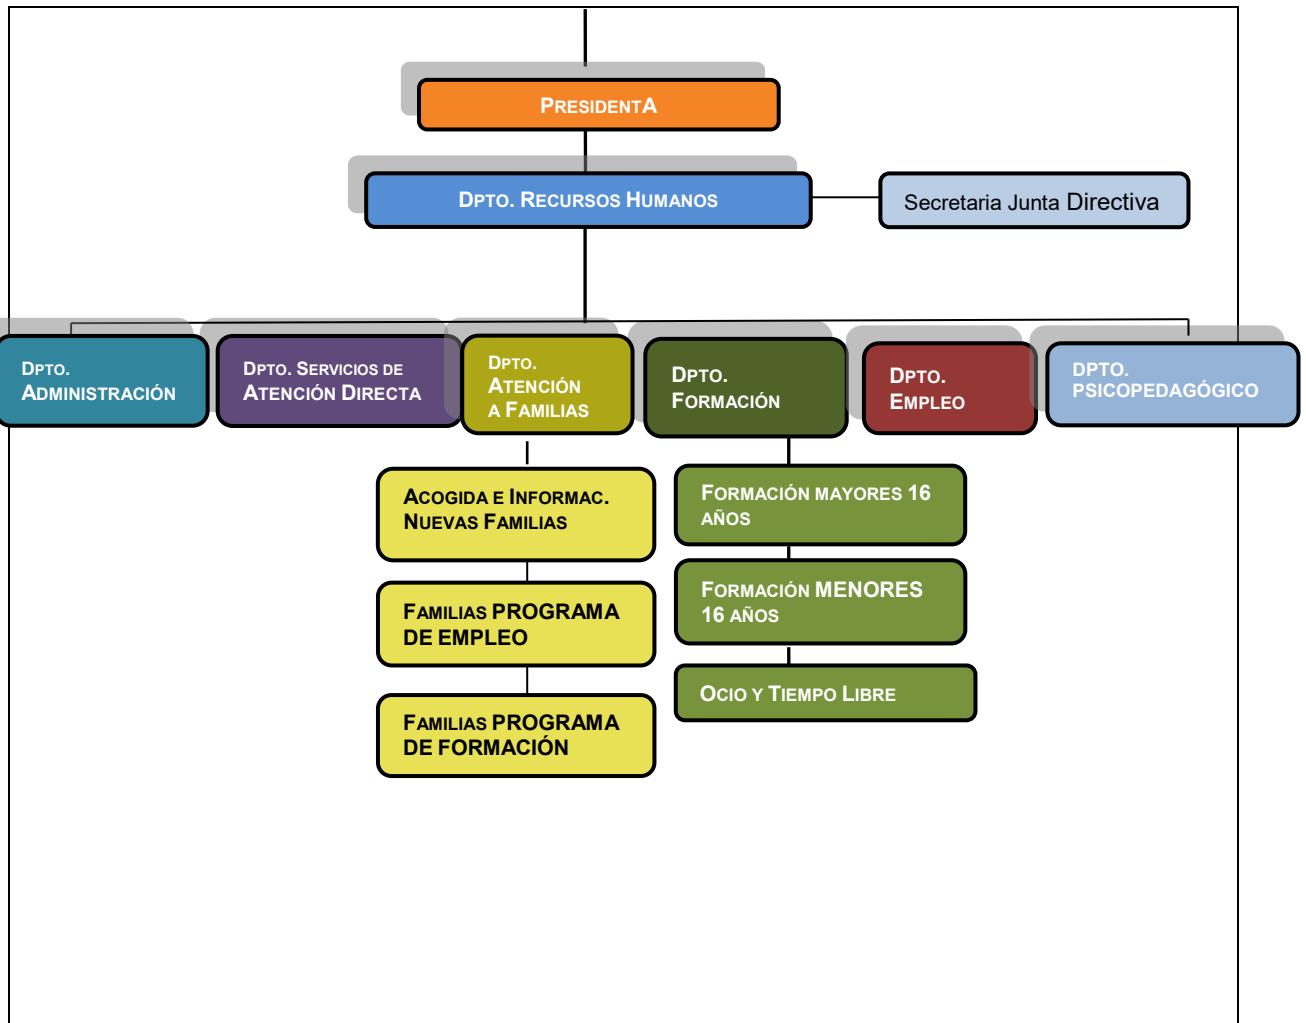 PRESIDENTA
DPTO. RECURSOS HUMANOS
Secretaria Junta Directiva
DPTO.
ADMINISTRACIÓN
DPTO. SERVICIOS DE
ATENCIÓN DIRECTA
DPTO.
ATENCIÓN
A FAMILIAS
DPTO.
FORMACIÓN
DPTO.
EMPLEO
DPTO.
PSICOPEDAGÓGICO
ACOGIDA E INFORMAC.
NUEVAS FAMILIAS
FAMILIAS PROGRAMA
DE EMPLEO
FAMILIAS PROGRAMA
DE FORMACIÓN
FORMACIÓN MAYORES 16
AÑOS
FORMACIÓN MENORES
16 AÑOS
OCIO Y TIEMPO LIBRE